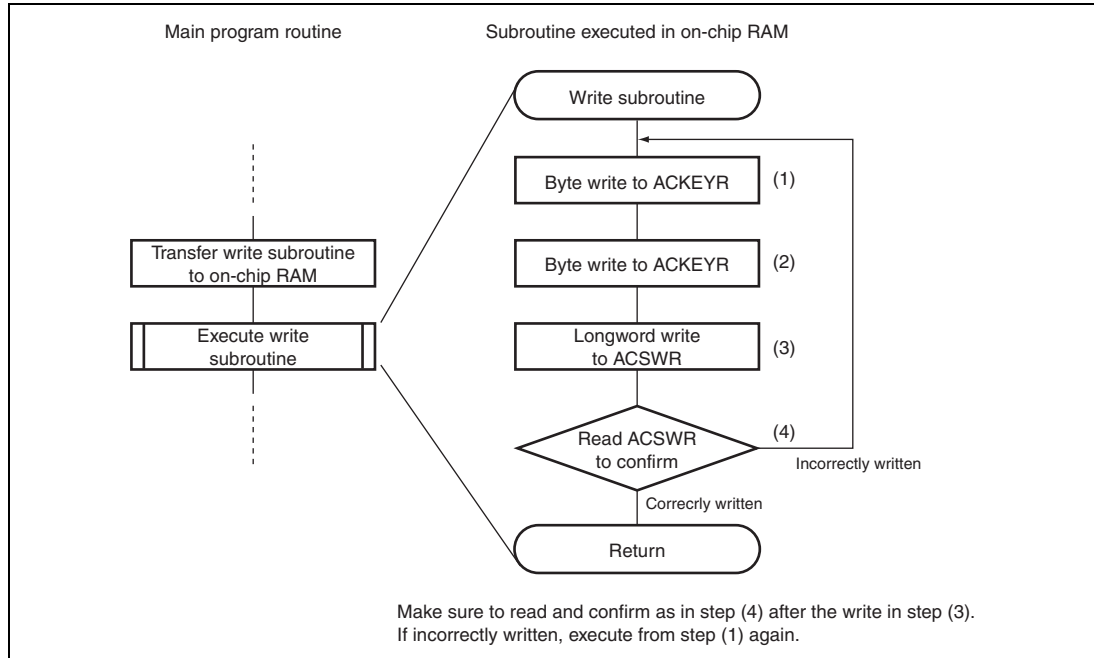 Main program routine
Subroutine executed in on-chip RAM
Write subroutine
Byte write to ACKEYR
(1)
Transfer write subroutine
to on-chip RAM
Byte write to ACKEYR
(2)
Execute write
subroutine
Longword write
to ACSWR
(3)
Read ACSWR
to confirm
(4)
Incorrectly written
Correcrly written
Return
Make sure to read and confirm as in step (4) after the write in step (3).
If incorrectly written, execute from step (1) again.